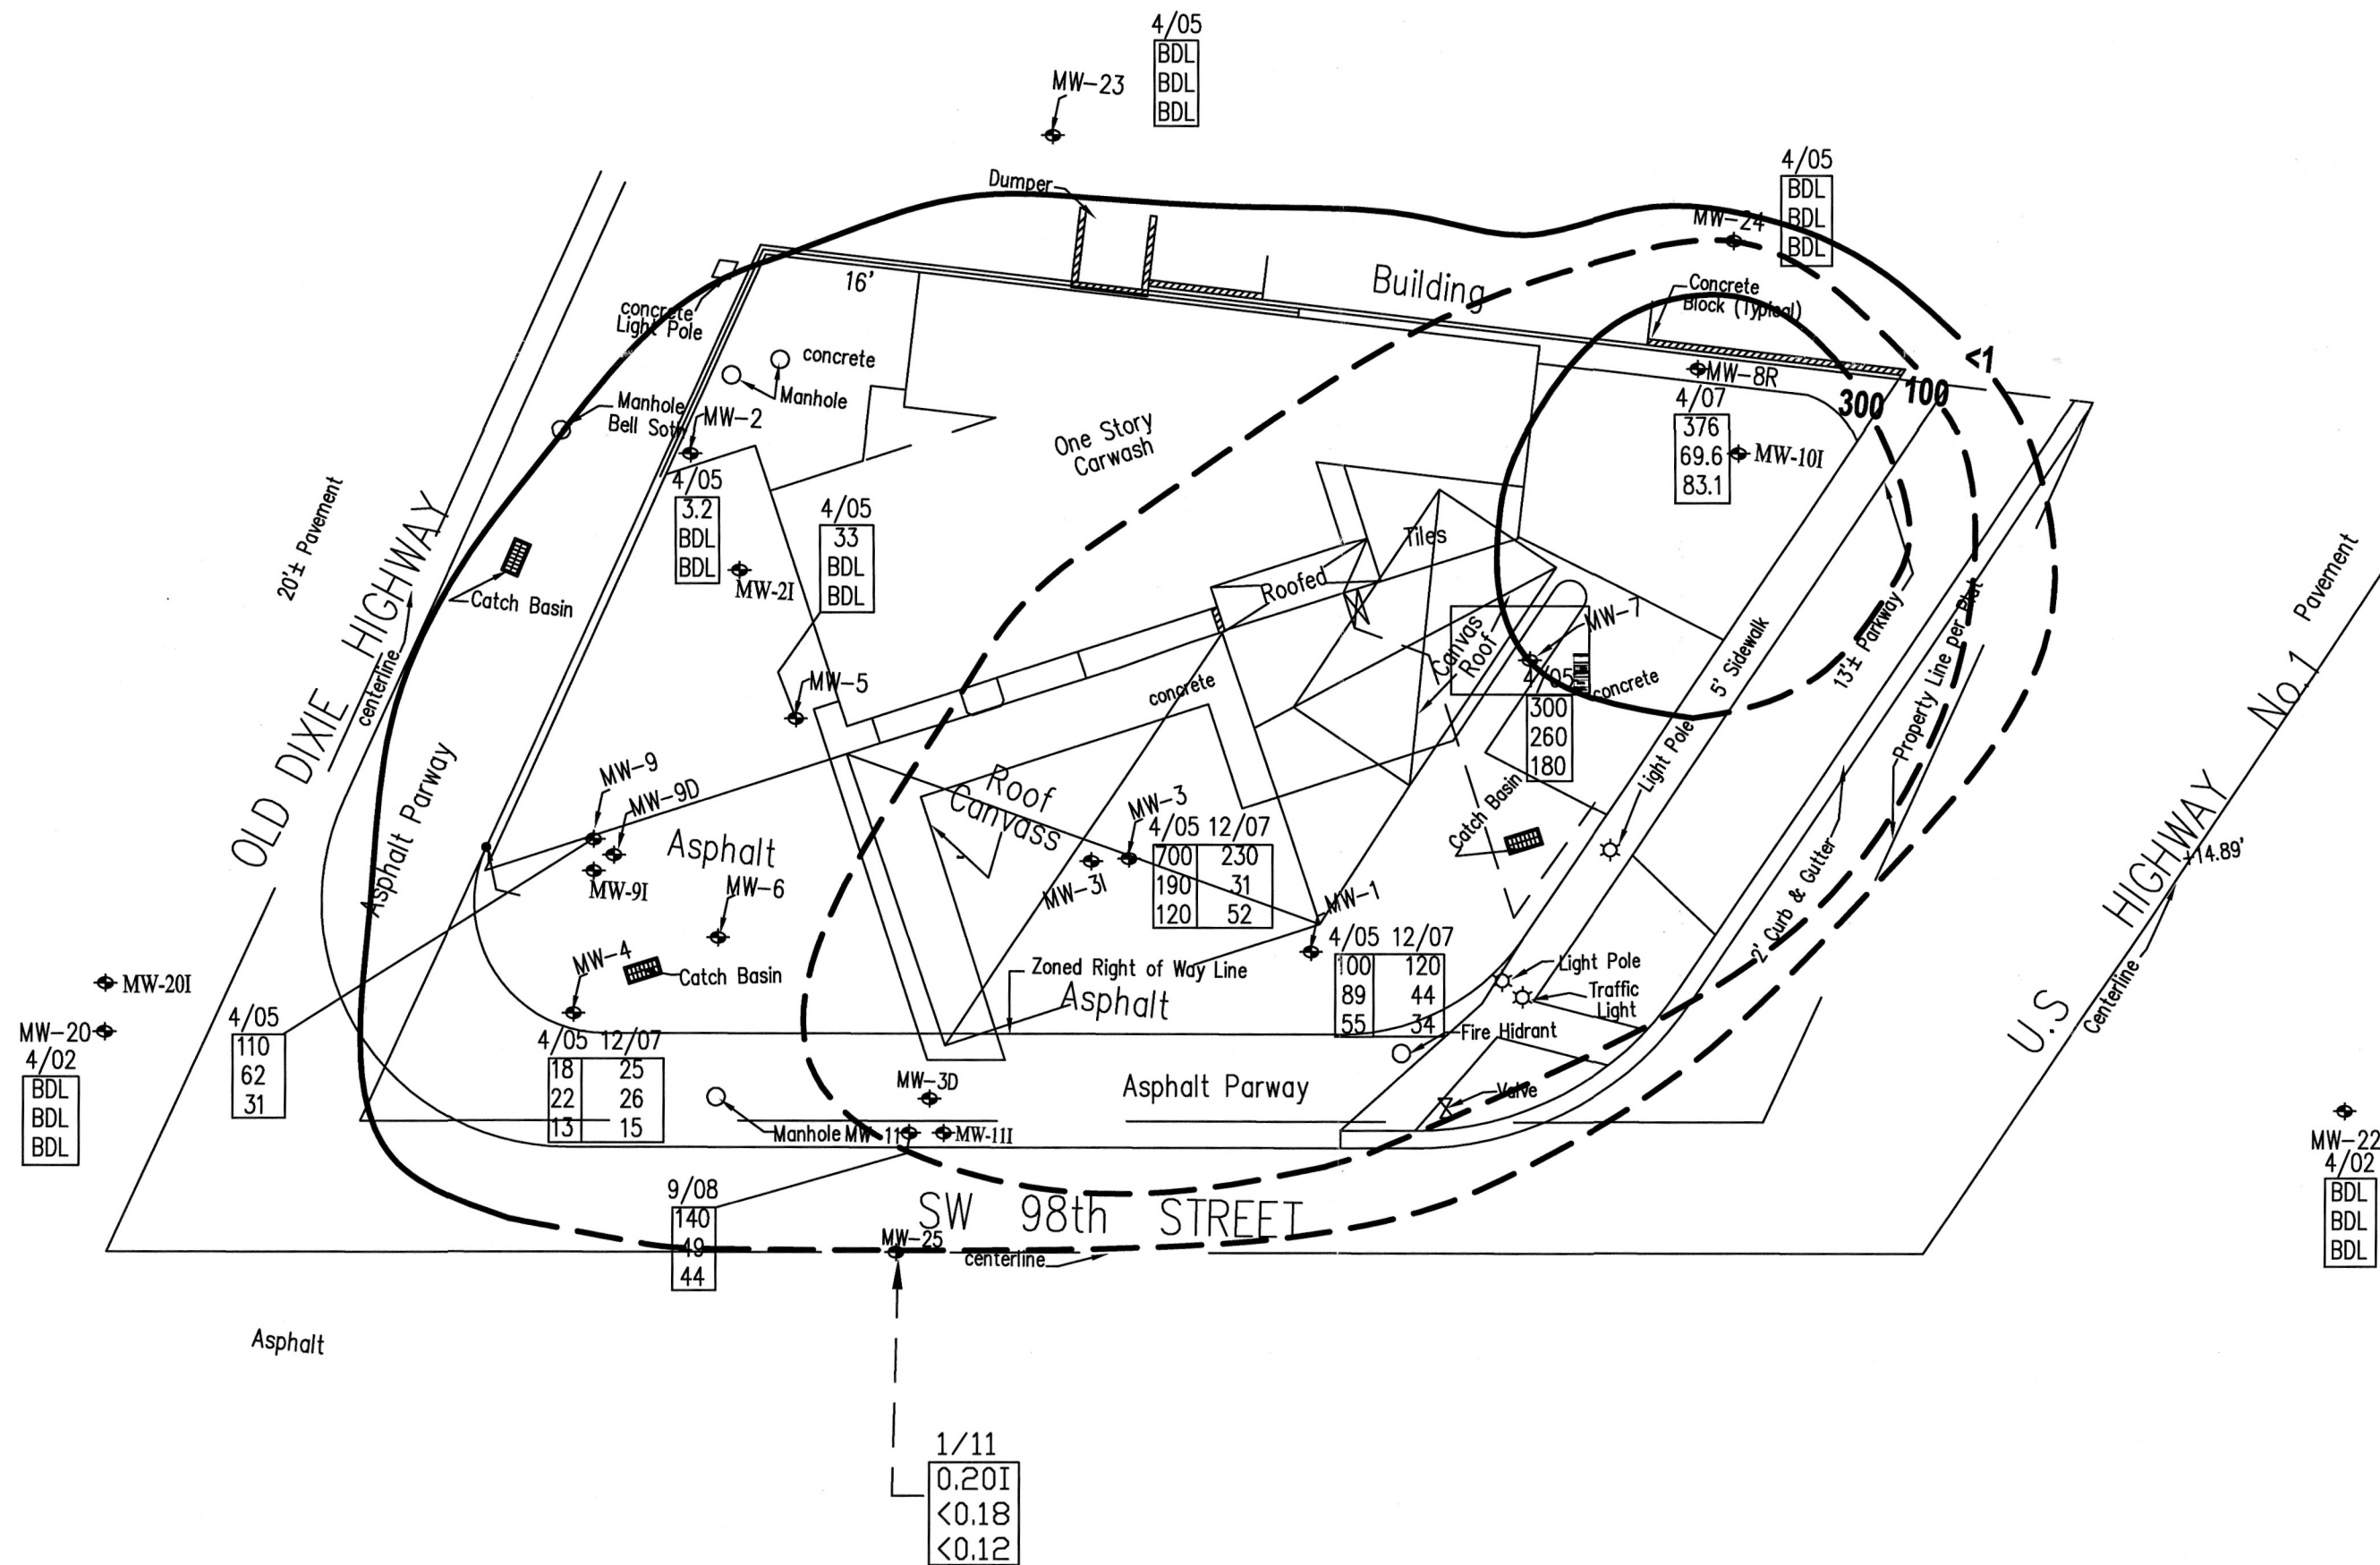 4/05
BDL
BDL
BDL
MW-23
Dumper
4/05
BDL
BDL
BDL
MW-24
Building
16'
concrete
Light Pole
concrete
Manhole
Manhole
Bell Soth
MW-2
4/05
3.2
BDL
BDL
MW-2I
4/05
33
BDL
BDL
MW-5
One Story
Carwash
Concrete
Block (Typical)
MW-8R
4/07
376
69.6
83.1
MW-10I
300
100
<1
20'± Pavement
OLD DIXIE HIGHWAY
centerline
Catch Basin
Asphalt Parway
Tiles
Roofed
Canvas
Roof
MW-7
4/05
300
260
180
concrete
concrete
5' Sidewalk
13'± Parkway
Property Line per Plat
Light Pole
Catch Basin
2' Curb & Gutter
U.S HIGHWAY No.1
Pavement
+14.89'
Centerline
MW-9
MW-9D
MW-9I
Asphalt
MW-6
MW-4
Catch Basin
Roof
Canvass
MW-3
MW-3I
4/05 12/07
700 230
190 31
120 52
MW-1
4/05 12/07
100 120
89 44
55 34
Zoned Right of Way Line
Asphalt
Light Pole
Traffic
Light
Fire Hidrant
Valve
MW-20I
MW-20
4/02
BDL
BDL
BDL
4/05
110
62
31
4/05 12/07
18 25
22 26
13 15
MW-3D
Asphalt Parway
Manhole
MW-11
MW-11I
9/08
140
49
44
SW 98th STREET
MW-25
centerline
MW-22
4/02
BDL
BDL
BDL
Asphalt
1/11
0.20I
<0.18
<0.12